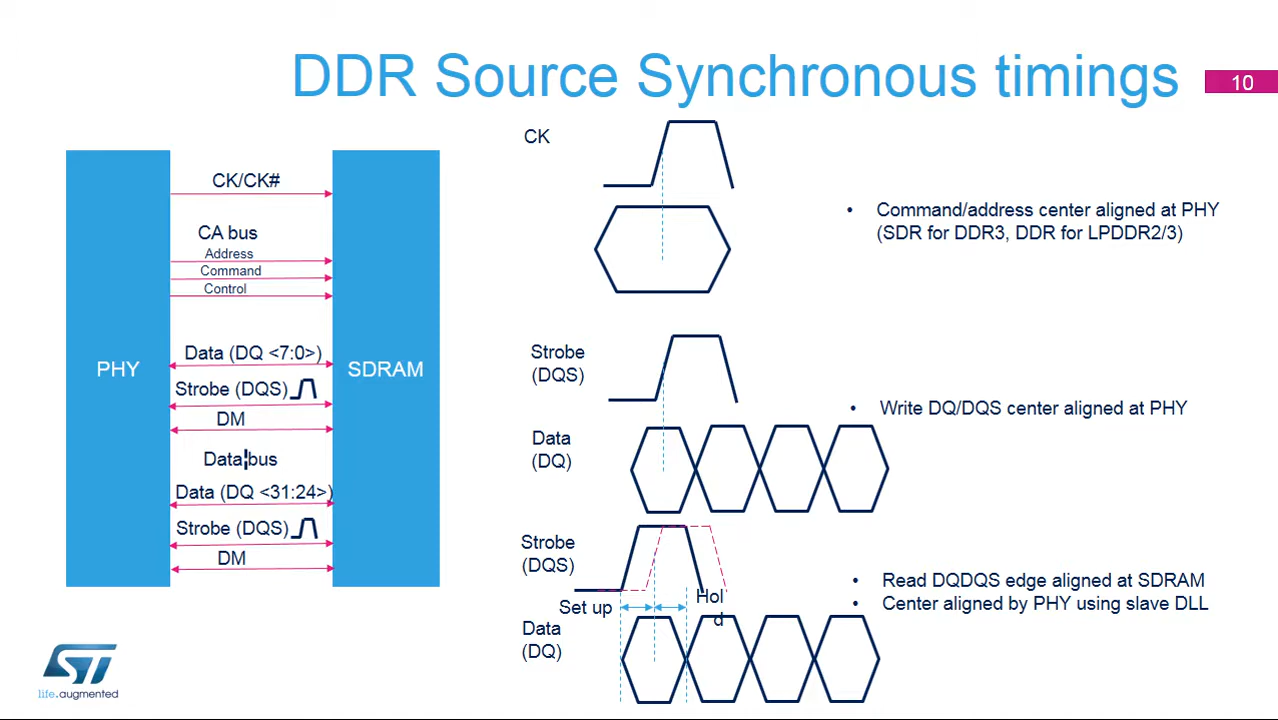 DDR Source Synchronous timings
10
CK/CK#
CA bus
Address
Command
Control
Data (DQ <7:0>)
Strobe (DQS)
DM
Data bus
Data (DQ <31:24>)
Strobe (DQS)
DM
PHY
SDRAM
CK
• Command/address center aligned at PHY
(SDR for DDR3, DDR for LPDDR2/3)
Strobe
(DQS)
Data
(DQ)
• Write DQ/DQS center aligned at PHY
Strobe
(DQS)
Set up
Hol
d
Data
(DQ)
• Read DQDQS edge aligned at SDRAM
• Center aligned by PHY using slave DLL
ST
life.augmented